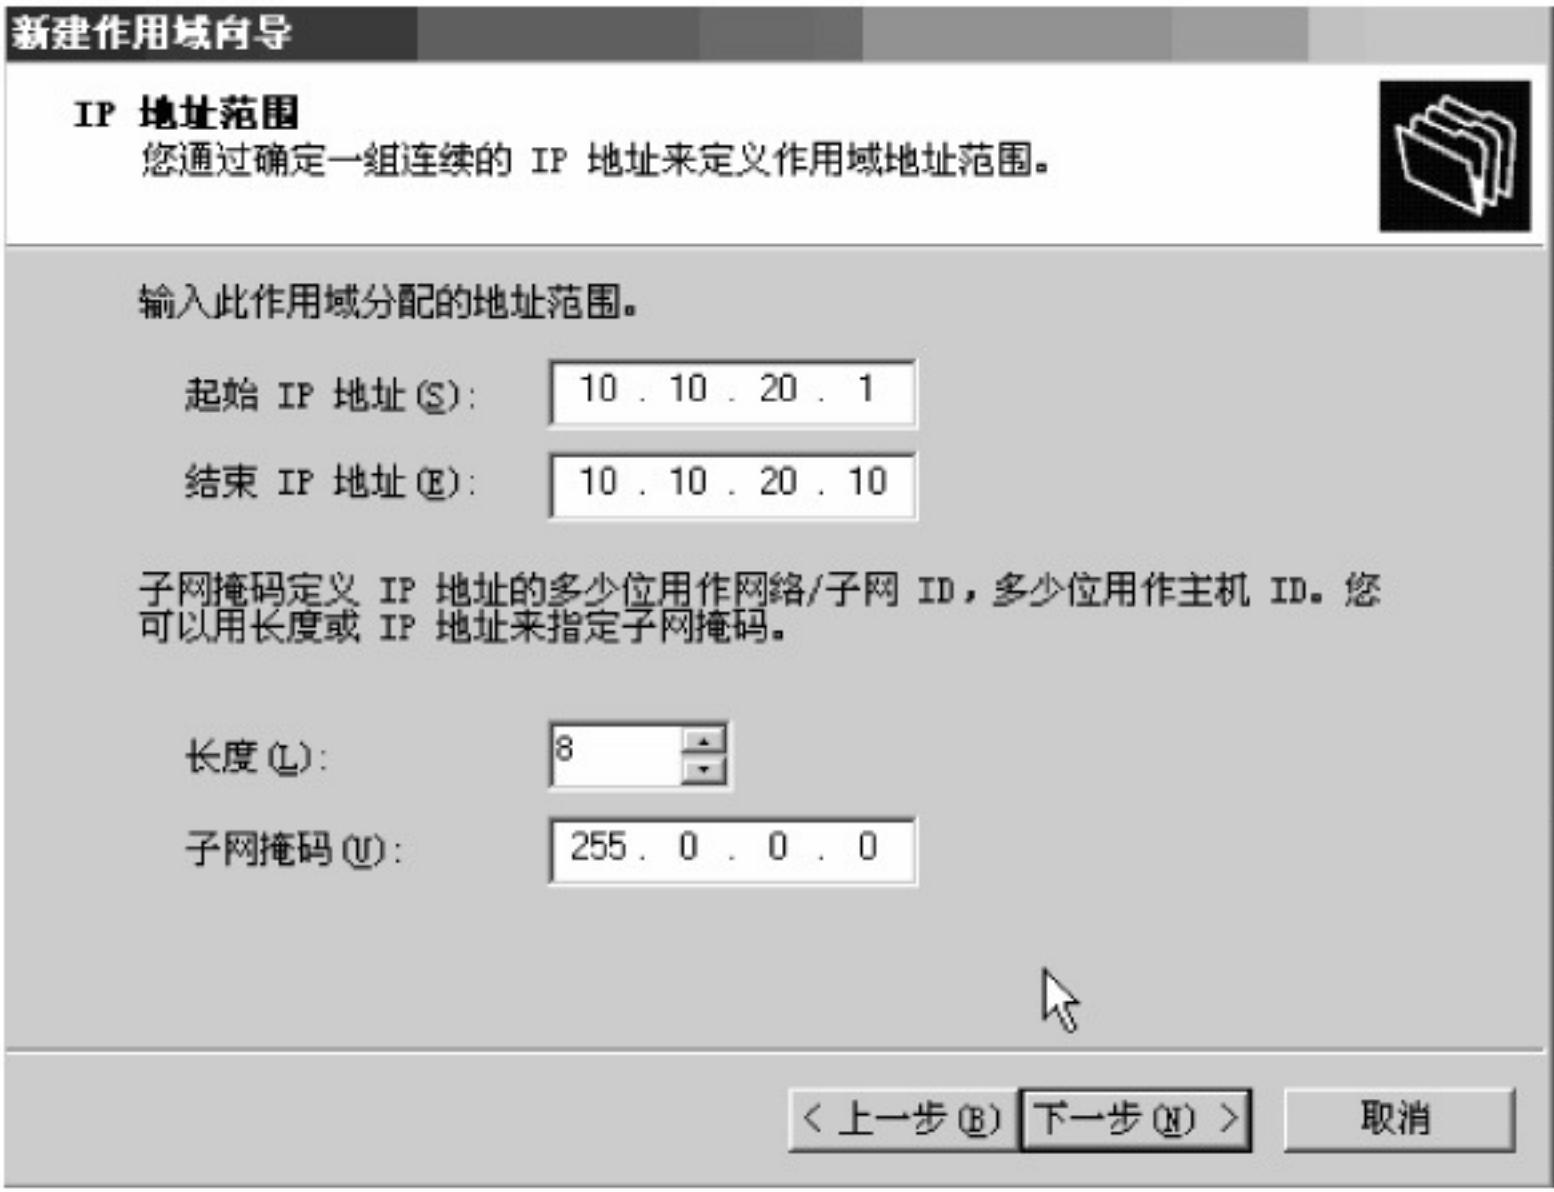 新建作用域向导
IP 地址范围
您通过确定一组连续的 IP 地址来定义作用域地址范围。
输入此作用域分配的地址范围。
起始 IP 地址(S): 10 . 10 . 20 . 1
结束 IP 地址(E): 10 . 10 . 20 . 10
子网掩码定义 IP 地址的多少位用作网络/子网 ID，多少位用作主机 ID。您
可以用长度或 IP 地址来指定子网掩码。
长度(L): 8
子网掩码(U): 255 . 0 . 0 . 0
< 上一步(B) 下一步(N) > 取消